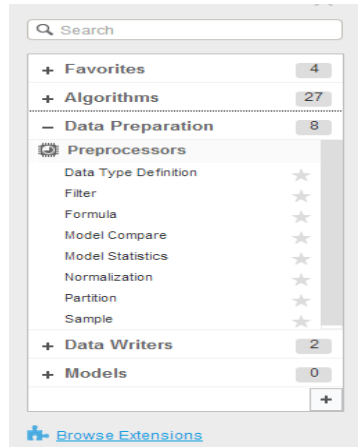 Search
+ Favorites 4
+ Algorithms 27
– Data Preparation 8
Preprocessors
Data Type Definition
Filter
Formula
Model Compare
Model Statistics
Normalization
Partition
Sample
+ Data Writers 2
+ Models 0
+
Browse Extensions